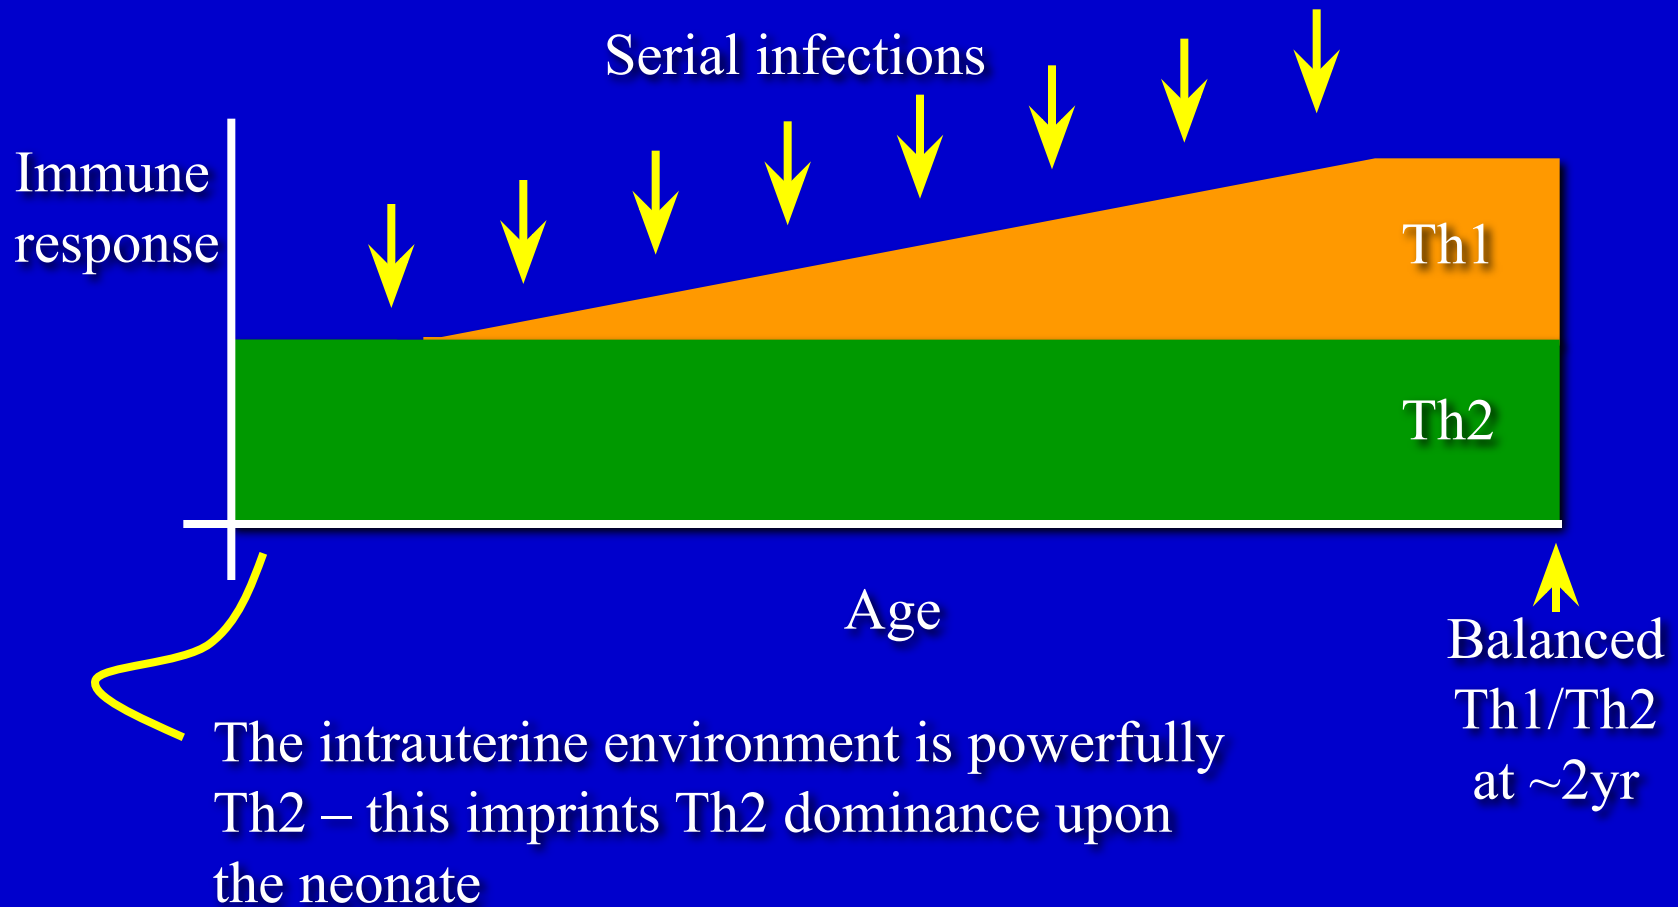 Serial infections
Immune
response
Th1
Th2
Age
Balanced
Th1/Th2
at ~2yr
The intrauterine environment is powerfully
Th2 – this imprints Th2 dominance upon
the neonate